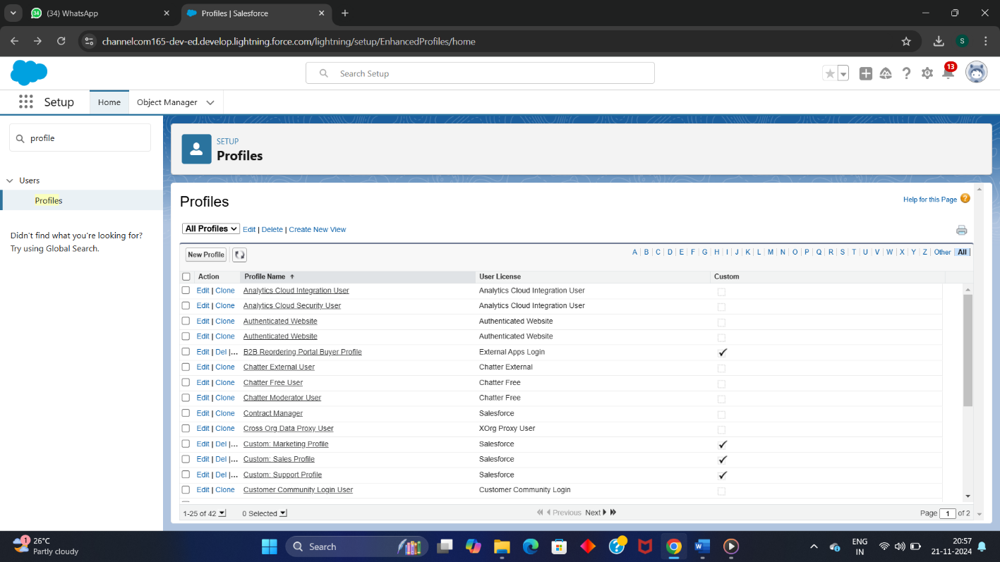 (34) WhatsApp
Profiles | Salesforce
channelcom165-dev-ed.develop.lightning.force.com/lightning/setup/EnhancedProfiles/home
S
Search Setup
13
Setup
Home
Object Manager
profile
Users
Profiles
Didn't find what you're looking for?
Try using Global Search.
SETUP
Profiles
Profiles
Help for this Page ?
All Profiles Edit | Delete | Create New View
New Profile
A | B | C | D | E | F | G | H | I | J | K | L | M | N | O | P | Q | R | S | T | U | V | W | X | Y | Z | Other | All |
Action Profile Name User License Custom
Edit | Clone Analytics Cloud Integration User Analytics Cloud Integration User
Edit | Clone Analytics Cloud Security User Analytics Cloud Integration User
Edit | Clone Authenticated Website Authenticated Website
Edit | Clone Authenticated Website Authenticated Website
Edit | Del |... B2B Reordering Portal Buyer Profile External Apps Login
Edit | Clone Chatter External User Chatter External
Edit | Clone Chatter Free User Chatter Free
Edit | Clone Chatter Moderator User Chatter Free
Edit | Clone Contract Manager Salesforce
Edit | Clone Cross Org Data Proxy User XOrg Proxy User
Edit | Del |... Custom: Marketing Profile Salesforce
Edit | Del |... Custom: Sales Profile Salesforce
Edit | Del |... Custom: Support Profile Salesforce
Edit | Clone Customer Community Login User Customer Community Login
1-25 of 42 0 Selected Previous Next Page 1 of 2
1
26°C
Partly cloudy
Search
ENG
IN
20:57
21-11-2024